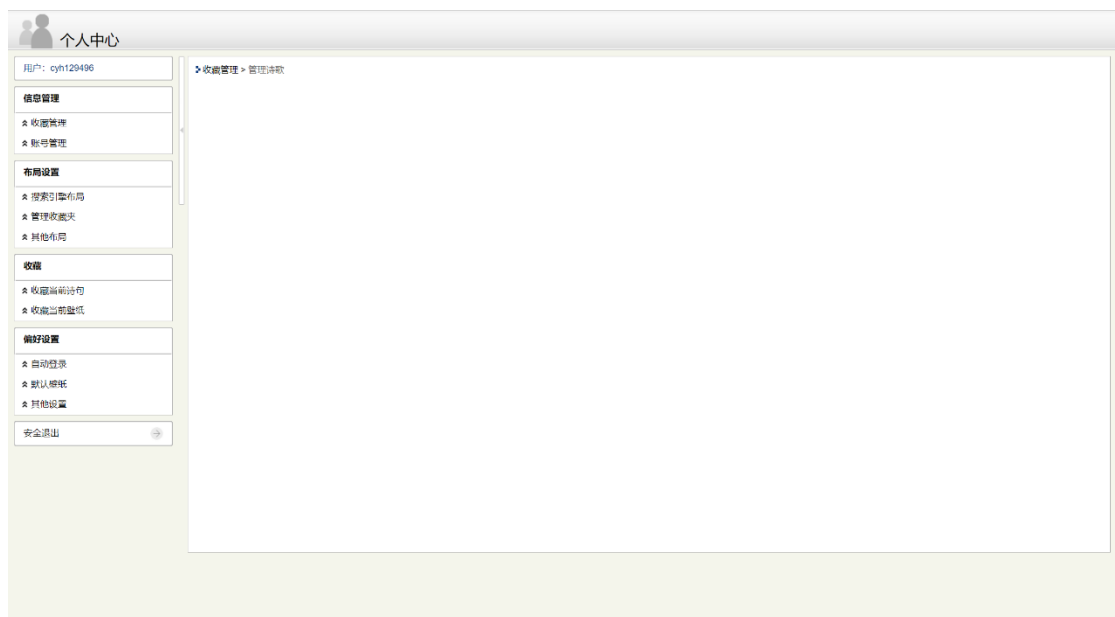 个人中心
用户：cyh129496
收藏管理 > 管理诗歌
信息管理
收藏管理
账号管理
布局设置
搜索引擎布局
管理收藏夹
其他布局
收藏
收藏当前诗句
收藏当前壁纸
偏好设置
自动登录
默认壁纸
其他设置
安全退出